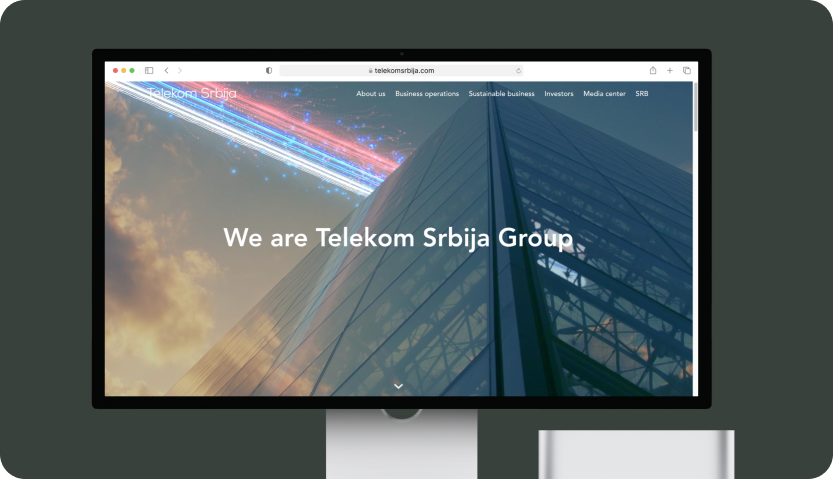 telekomsrbija.com
Telekom Srbija
About us Business operations Sustainable business Investors Media center SRB
We are Telekom Srbija Group